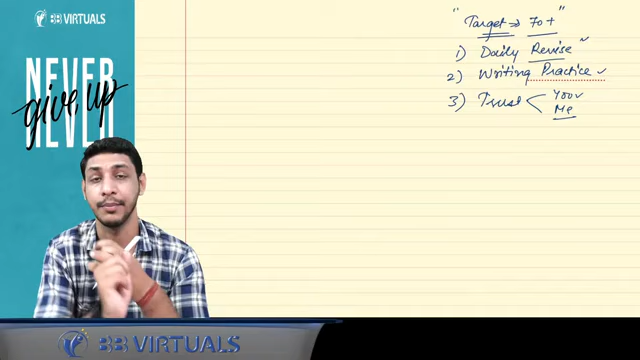 BB VIRTUALS
NEVER
give up
NEVER
"Target ⇒ 70+"
1) Daily Revise
2) Writing Practice ✓
3) Trust < Your
Me
BB VIRTUALS